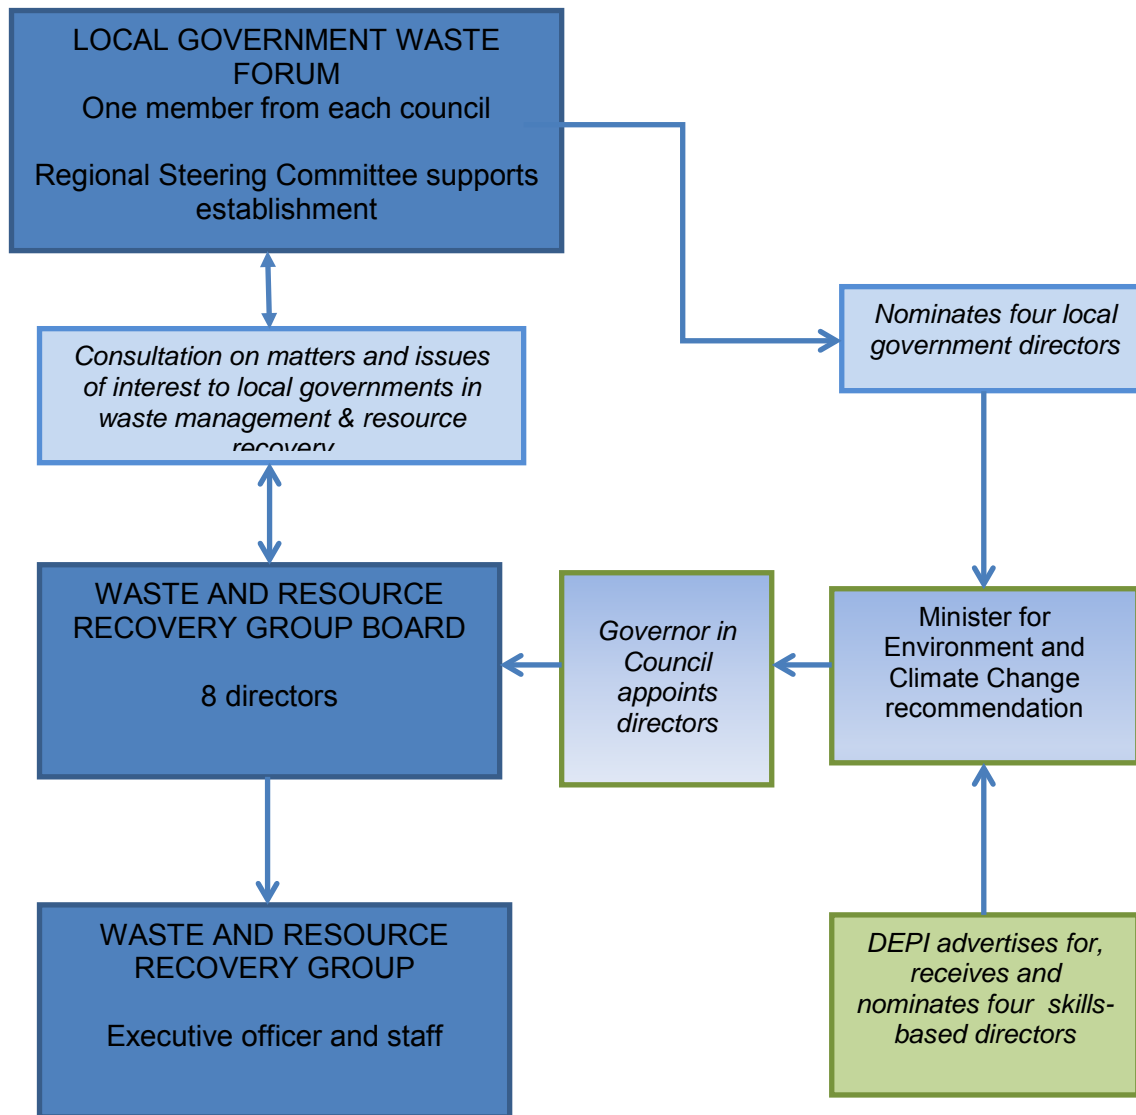 LOCAL GOVERNMENT WASTE
FORUM
One member from each council
Regional Steering Committee supports
establishment
Nominates four local
government directors
Consultation on matters and issues
of interest to local governments in
waste management & resource
recovery
WASTE AND RESOURCE
RECOVERY GROUP BOARD
8 directors
Governor in
Council
appoints
directors
Minister for
Environment and
Climate Change
recommendation
WASTE AND RESOURCE
RECOVERY GROUP
Executive officer and staff
DEPI advertises for,
receives and
nominates four  skills-
based directors